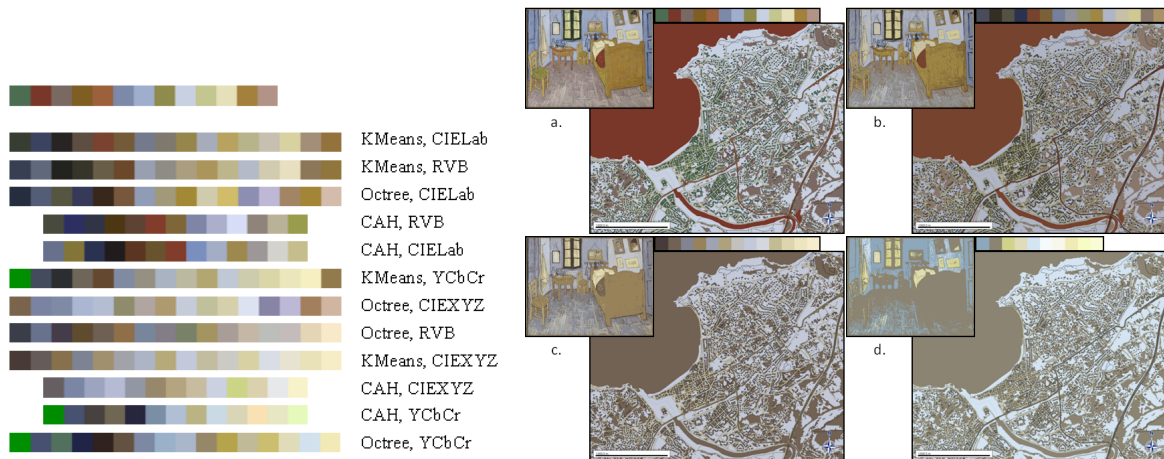 KMeans, CIELab
KMeans, RVB
Octree, CIELab
CAH, RVB
CAH, CIELab
KMeans, YCbCr
Octree, CIEXYZ
Octree, RVB
KMeans, CIEXYZ
CAH, CIEXYZ
CAH, YCbCr
Octree, YCbCr
a.
b.
c.
d.